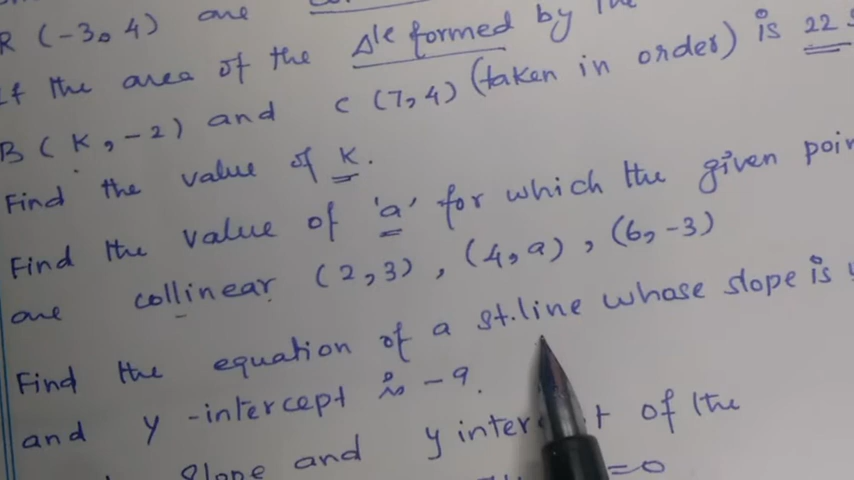 R (-3, 4) are
If the area of the Δle formed by the
B (K, -2) and C (7, 4) (taken in order) is 22
Find the value of K.
Find the value of 'a' for which the given
are collinear (2, 3), (4, a), (6, -3)
Find the equation of a st.line whose slope is
and y-intercept is -9.
slope and y of the
=0